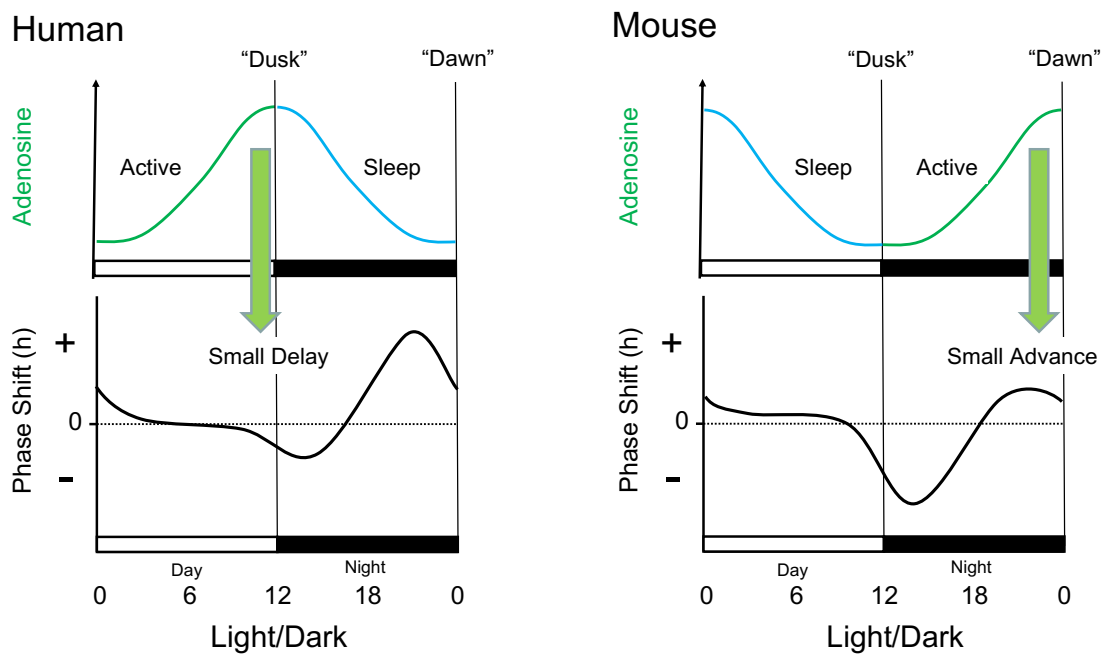 Human
“Dusk”
“Dawn”
Adenosine
Active
Sleep
Phase Shift (h)
+
0
-
Small Delay
Day
Night
0 6 12 18 0
Light/Dark
Mouse
“Dusk”
“Dawn”
Adenosine
Sleep
Active
Phase Shift (h)
+
0
-
Small Advance
Day
Night
0 6 12 18 0
Light/Dark